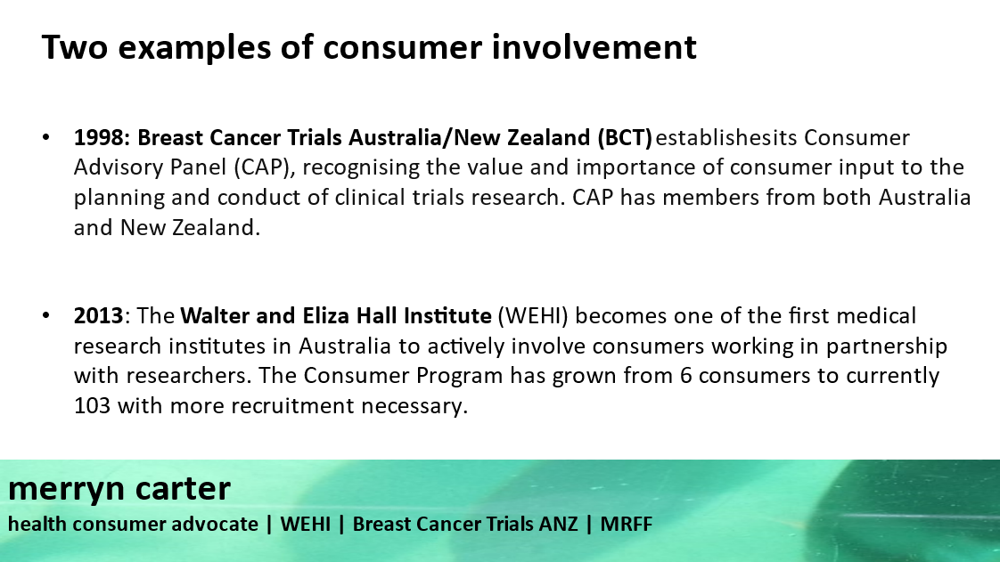 Two examples of consumer involvement
• 1998: Breast Cancer Trials Australia/New Zealand (BCT) establishesits Consumer
Advisory Panel (CAP), recognising the value and importance of consumer input to the
planning and conduct of clinical trials research. CAP has members from both Australia
and New Zealand.
• 2013: The Walter and Eliza Hall Institute (WEHI) becomes one of the first medical
research institutes in Australia to actively involve consumers working in partnership
with researchers. The Consumer Program has grown from 6 consumers to currently
103 with more recruitment necessary.
merryn carter
health consumer advocate | WEHI | Breast Cancer Trials ANZ | MRFF